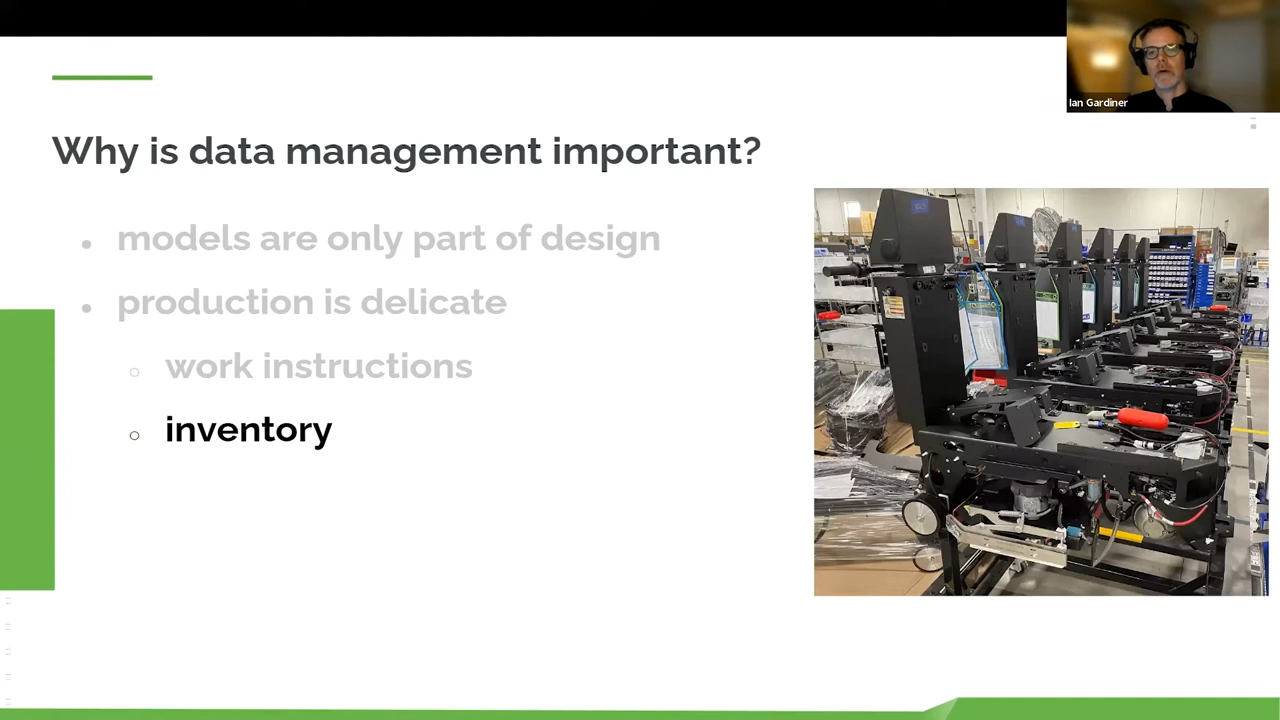 Ian Gardiner
Why is data management important?
models are only part of design
production is delicate
work instructions
inventory